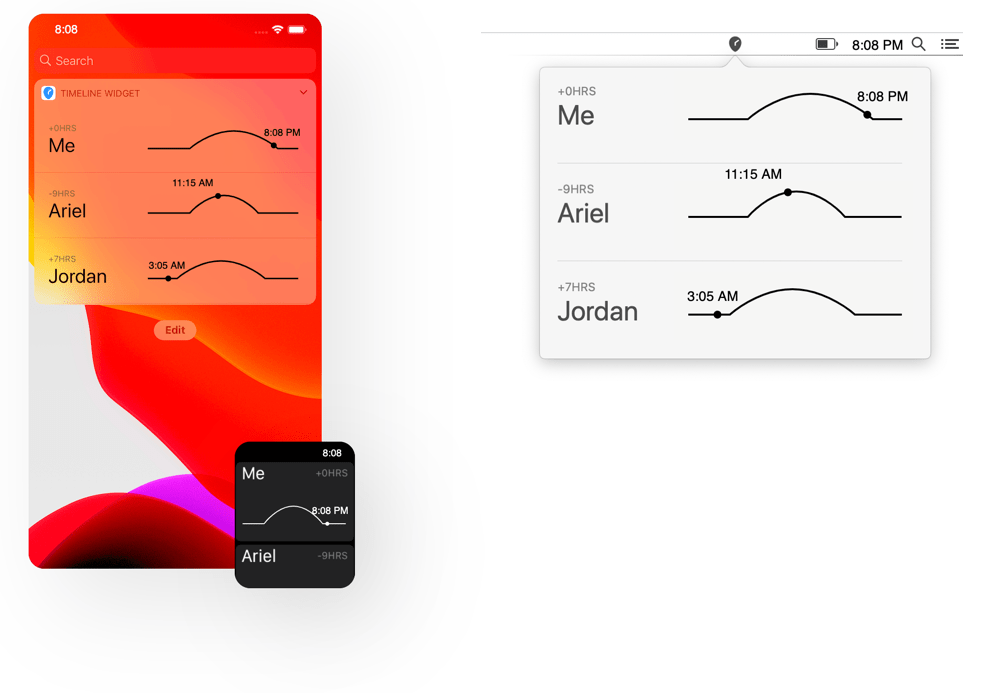 8:08
Search
TIMELINE WIDGET
+0HRS
Me
8:08 PM
-9HRS
Ariel
11:15 AM
+7HRS
Jordan
3:05 AM
Edit
8:08
Me
+0HRS
8:08 PM
Ariel
-9HRS
8:08 PM
+0HRS
Me
8:08 PM
-9HRS
Ariel
11:15 AM
+7HRS
Jordan
3:05 AM